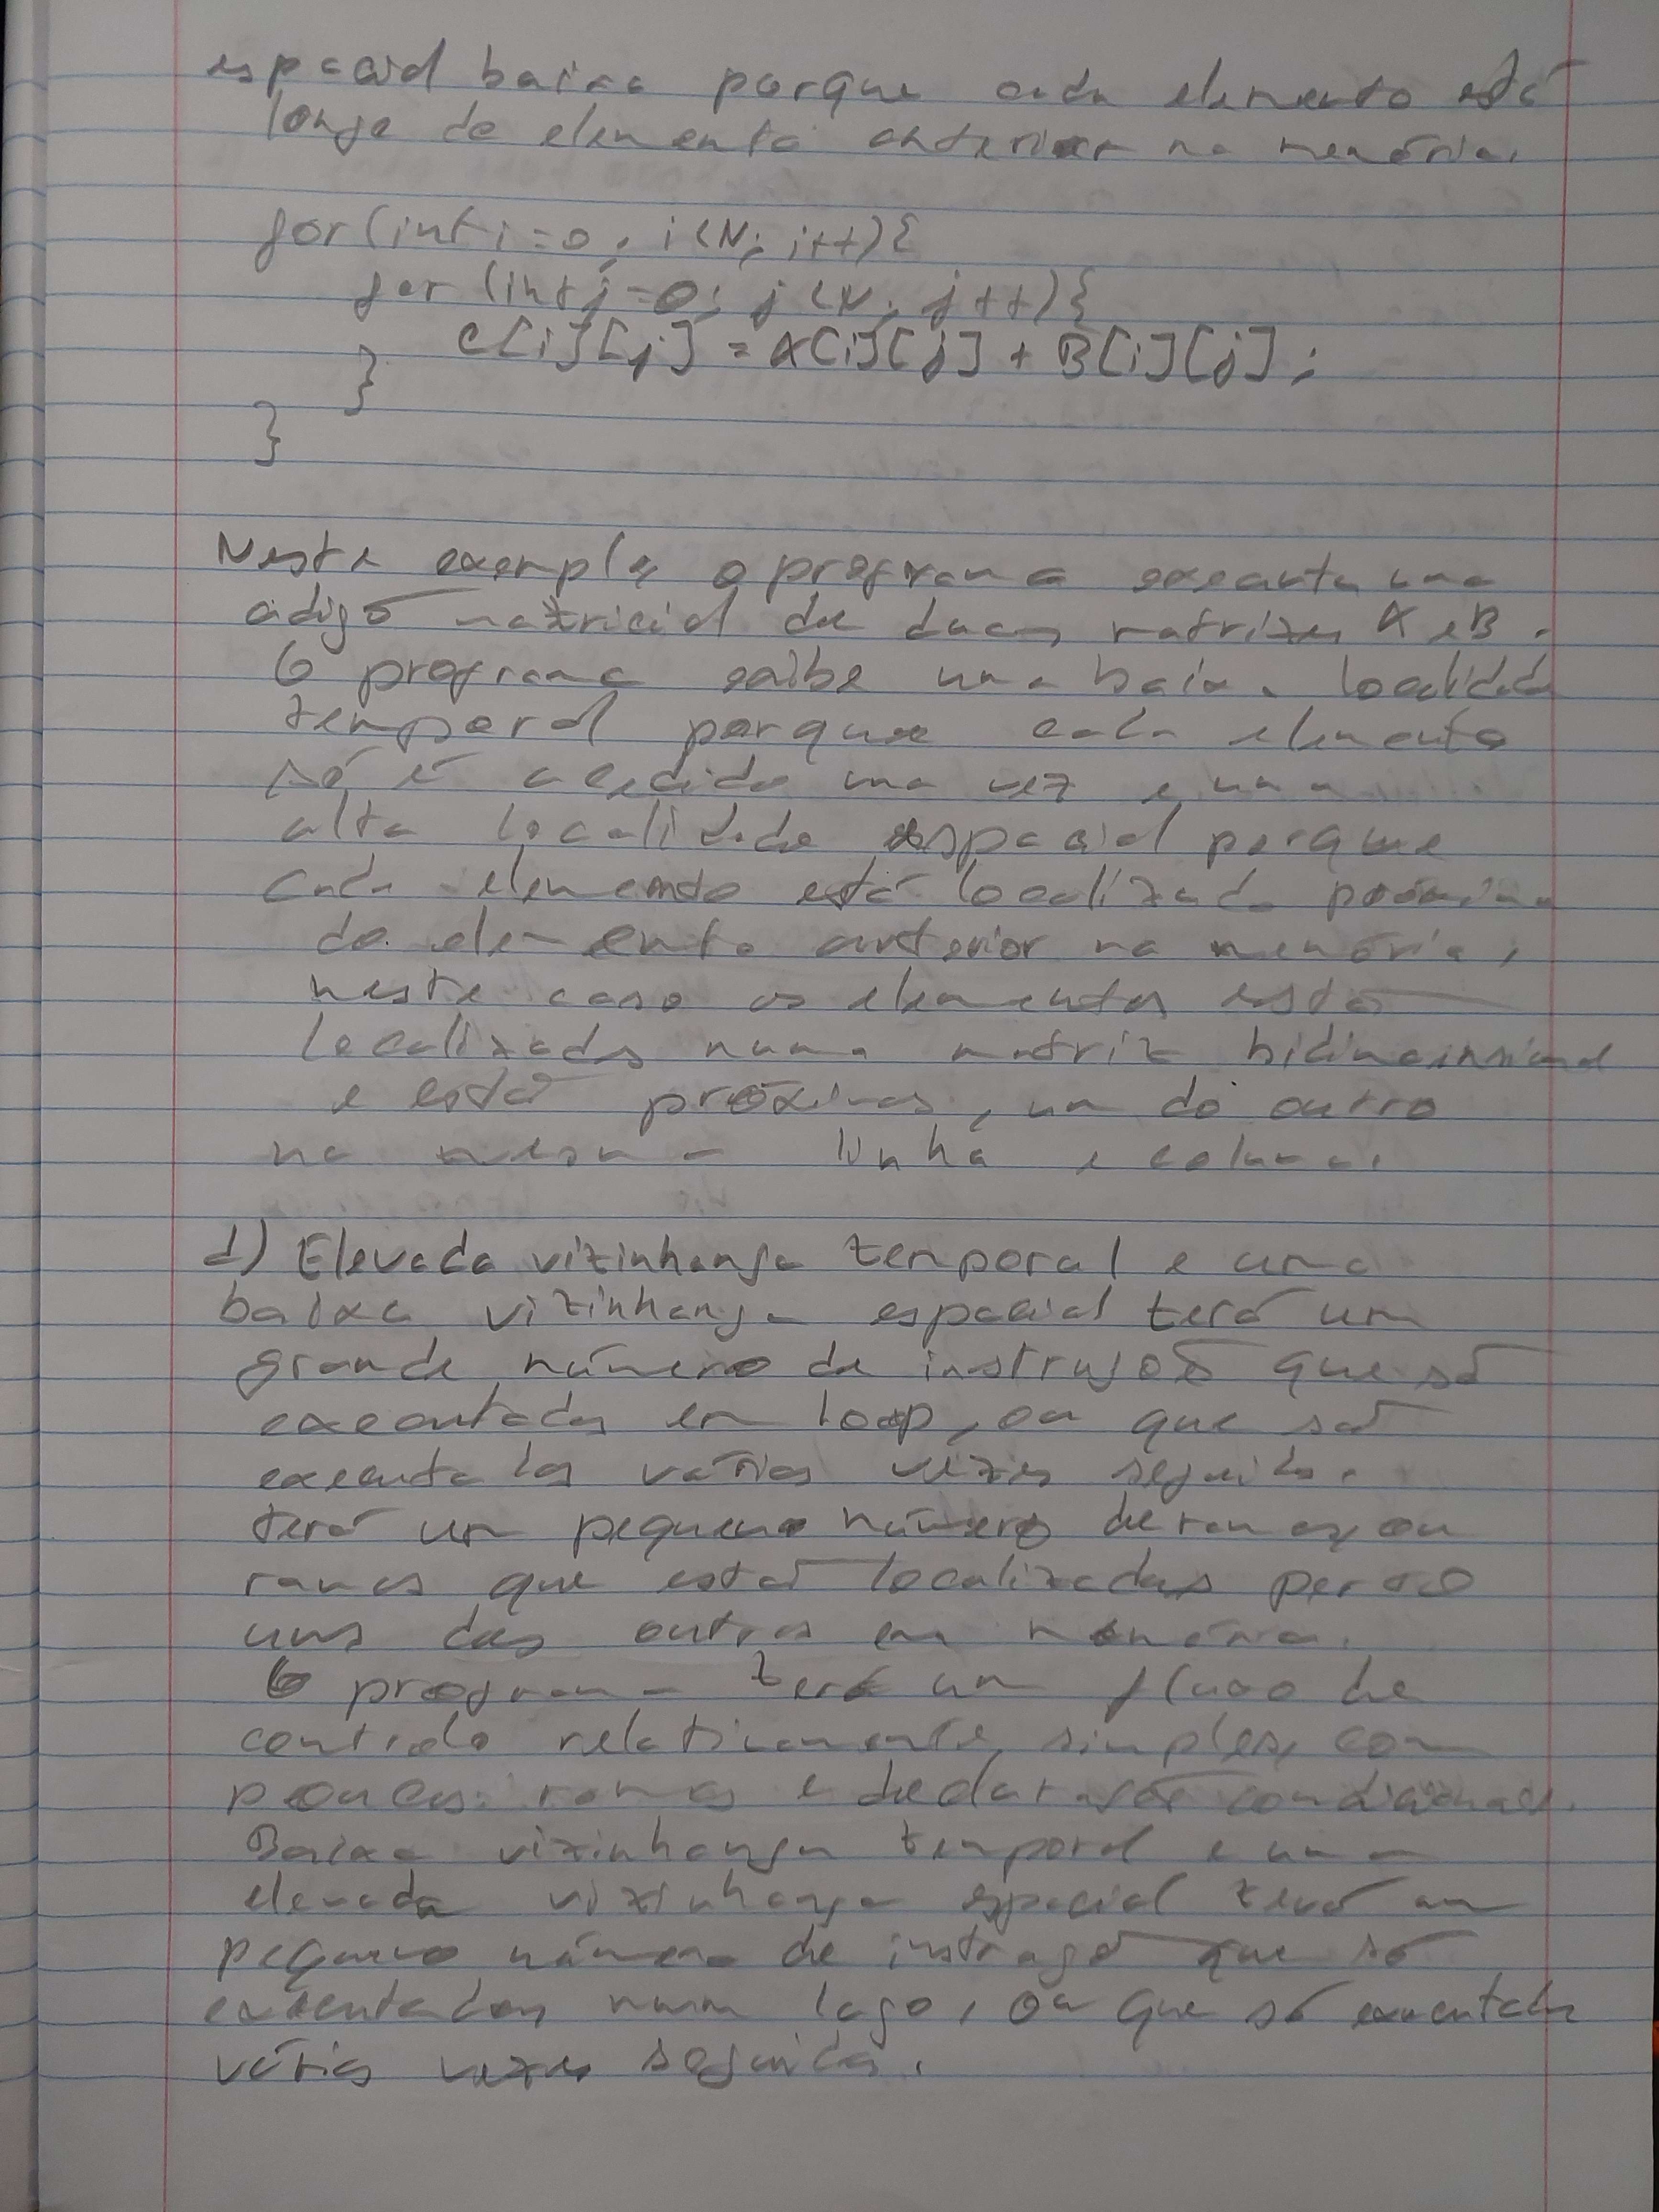 espacial baixa porque cada elemento está
longe do elemento anterior na memória.
for(int i=0; i<N; i++){
for (int j=0; j<N; j++){
C[i][j] = A[i][j] + B[i][j];
}
}
Neste exemplo, o programa executa uma
adição matricial de duas matrizes A e B.
O programa exibe uma baixa localidade
temporal porque cada elemento
só é acedido uma vez e uma
alta localidade espacial porque
cada elemento está localizado próximo
do elemento anterior na memória,
neste caso os elementos estão
localizados numa matriz bidimensional
e estão próximos, um do outro
na mesma linha e coluna.
d) Elevada vizinhança temporal e uma
baixa vizinhança espacial terá um
grande número de instruções que são
executadas em loop, ou que são
executadas várias vezes seguidas.
terá um pequeno número de ramos, ou
ramos que estão localizados perto
uns dos outros em memória.
O programa terá um fluxo de
controlo relativamente simples, com
poucos ramos e declarações condicionais.
Baixa vizinhança temporal e uma
elevada vizinhança espacial terá um
pequeno número de instruçõe que são
executadas num laço, ou que são executadas
várias vezes seguidas.